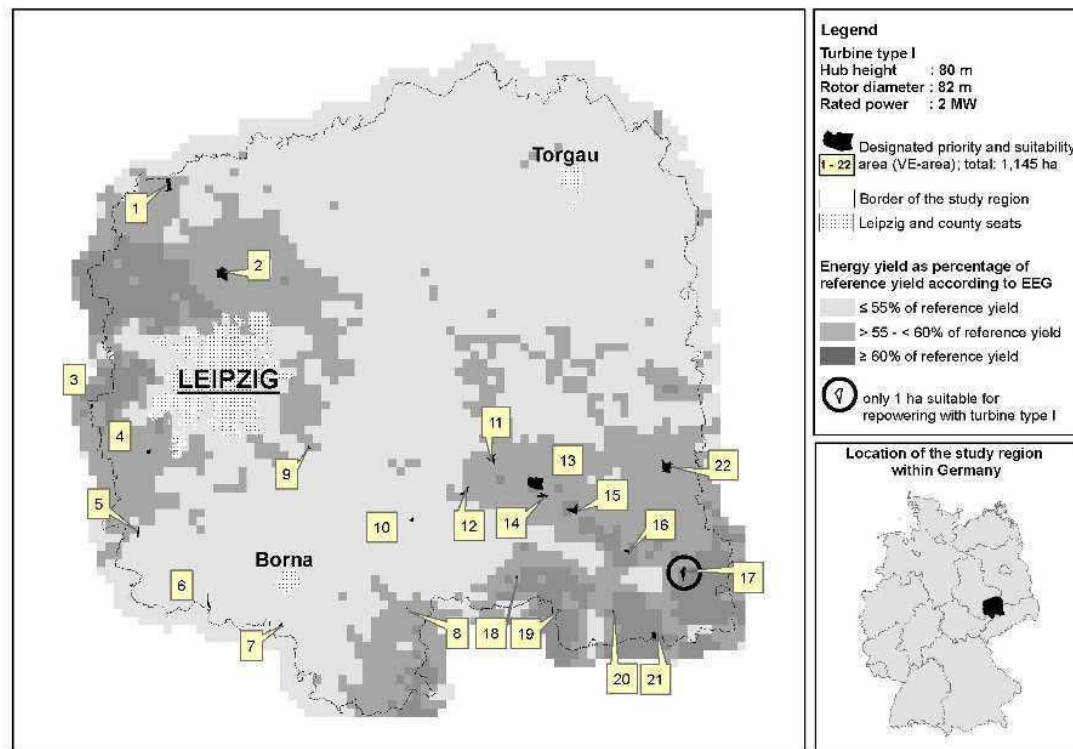 Torgau
1
2
3
LEIPZIG
4
11
13
22
9
5
12
14
15
10
16
Borna
6
17
7
8
18
19
20
21
Legend
Turbine type I
Hub height : 80 m
Rotor diameter : 82 m
Rated power : 2 MW
Designated priority and suitability
1 - 22 area (VE-area); total: 1,145 ha
Border of the study region
Leipzig and county seats
Energy yield as percentage of
reference yield according to EEG
≤ 55% of reference yield
> 55 - < 60% of reference yield
≥ 60% of reference yield
only 1 ha suitable for
repowering with turbine type I
Location of the study region
within Germany